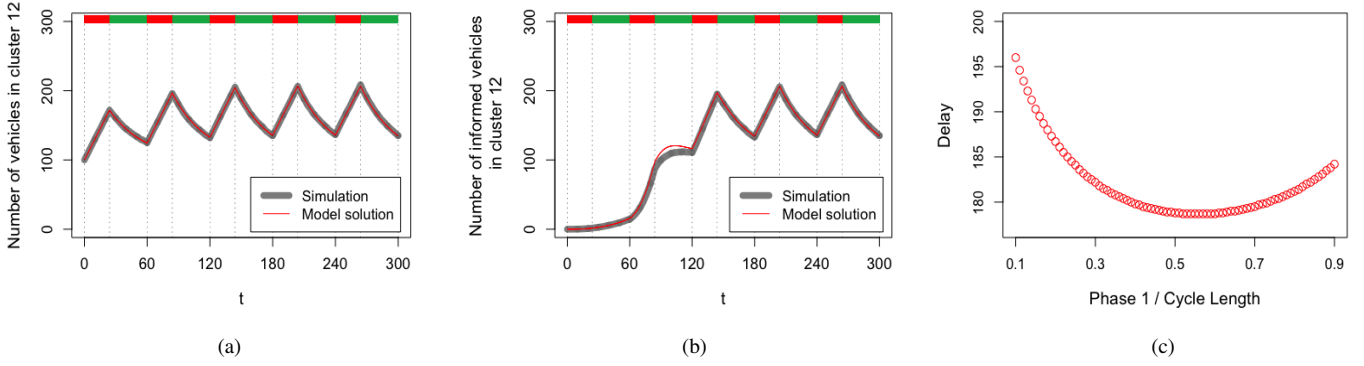 Number of vehicles in cluster 12
300
200
100
0
0 60 120 180 240 300
t
Simulation
Model solution
(a)
Number of informed vehicles
in cluster 12
300
200
100
0
0 60 120 180 240 300
t
Simulation
Model solution
(b)
Delay
200
195
190
185
180
0.1 0.3 0.5 0.7 0.9
Phase 1 / Cycle Length
(c)